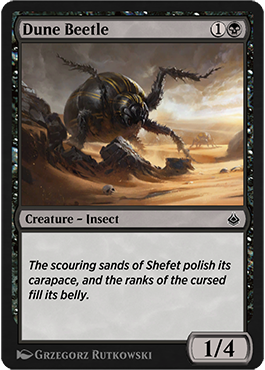 Dune Beetle 1
Creature – Insect
The scouring sands of Shefet polish its
carapace, and the ranks of the cursed
fill its belly.
Grzegorz Rutkowski
1/4